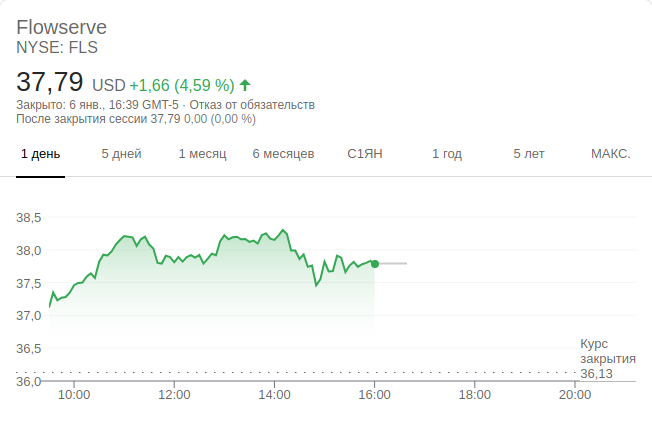 Flowserve
NYSE: FLS
37,79 USD +1,66 (4,59 %)
Закрыто: 6 янв., 16:39 GMT-5 · Отказ от обязательств
После закрытия сессии 37,79 0,00 (0,00 %)
1 день 5 дней 1 месяц 6 месяцев С1ЯН 1 год 5 лет МАКС.
38,5
38,0
37,5
37,0
36,5
36,0
Курс
закрытия
36,13
10:00 12:00 14:00 16:00 18:00 20:00